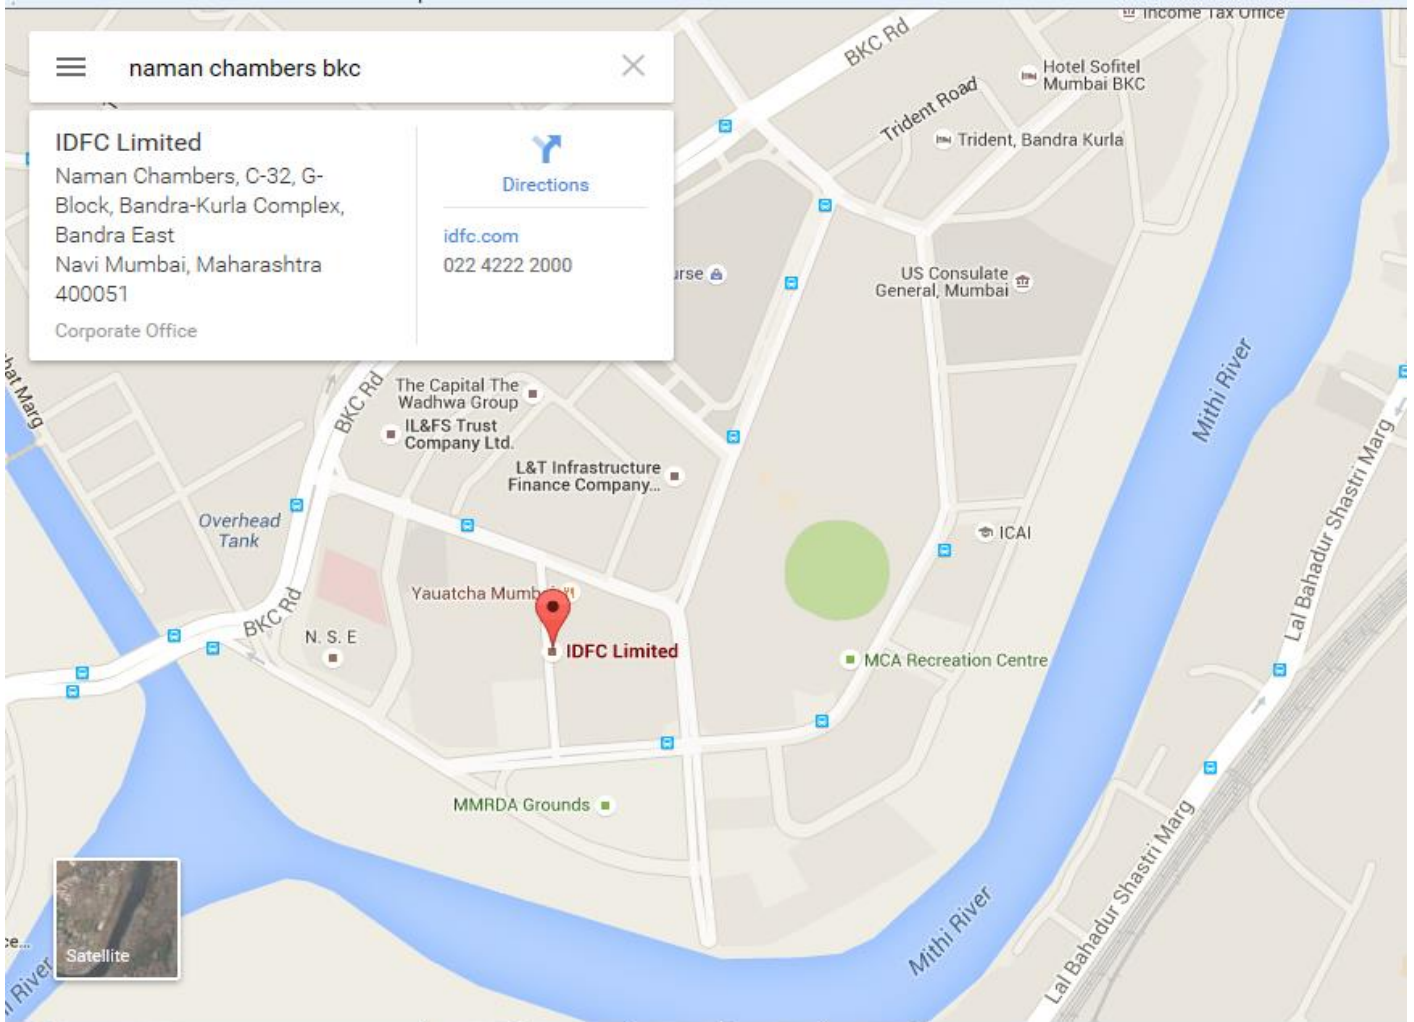 Income Tax Office
naman chambers bkc
BKC Rd
Hotel Sofitel
Mumbai BKC
Trident Road
Trident, Bandra Kurla
IDFC Limited
Naman Chambers, C-32, G-
Block, Bandra-Kurla Complex,
Bandra East
Navi Mumbai, Maharashtra
400051
Corporate Office
Directions
idfc.com
022 4222 2000
US Consulate
General, Mumbai
Mithi River
Marg
BKC Rd
The Capital The
Wadhwa Group
IL&FS Trust
Company Ltd.
L&T Infrastructure
Finance Company...
Overhead
Tank
ICAI
Lal Bahadur Shastri Marg
Yauatcha
BKC Rd
N. S. E
IDFC Limited
MCA Recreation Centre
MMRDA Grounds
Lal Bahadur Shastri Marg
Mithi River
Satellite
River